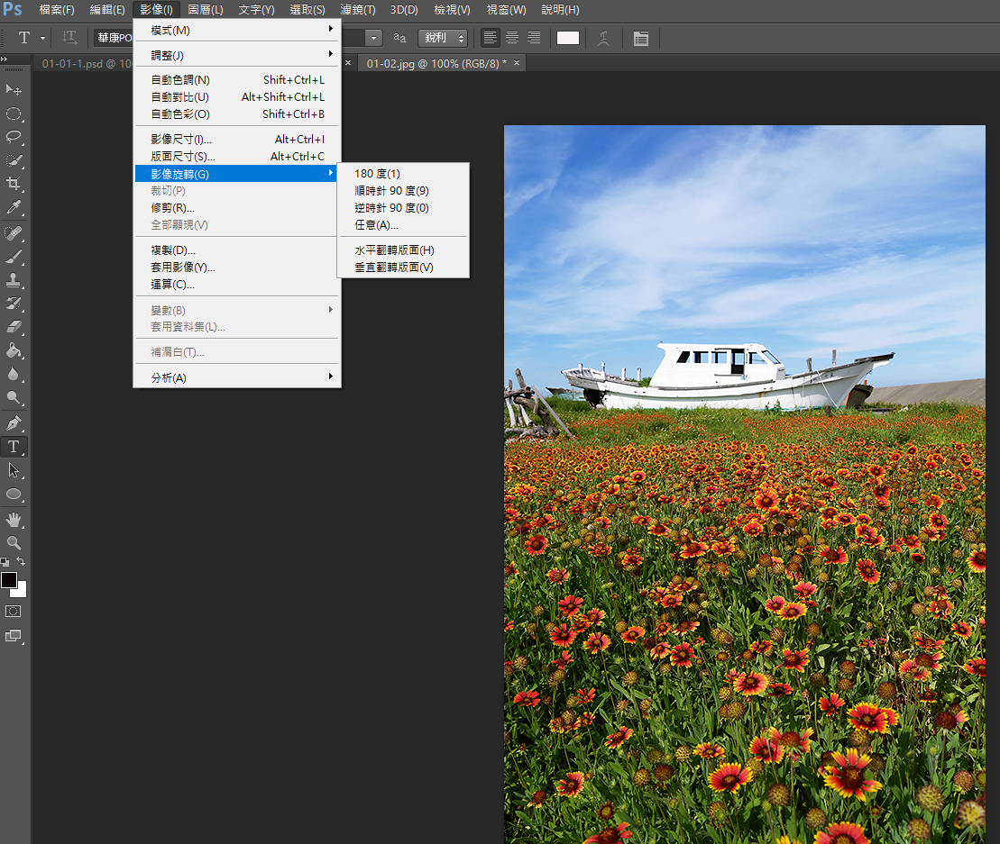 Ps 檔案(F) 編輯(E) 影像(I) 圖層(L) 文字(Y) 選取(S) 濾鏡(T) 3D(D) 檢視(V) 視窗(W) 說明(H)
T T 華康PO aa 銳利
01-01-1.psd @ 10 × 01-02.jpg @ 100% (RGB/8) * ×
模式(M)
調整(J)
自動色調(N) Shift+Ctrl+L
自動對比(U) Alt+Shift+Ctrl+L
自動色彩(O) Shift+Ctrl+B
影像尺寸(I)... Alt+Ctrl+I
版面尺寸(S)... Alt+Ctrl+C
影像旋轉(G)
裁切(P)
修剪(R)...
全部顯現(V)
複製(D)...
套用影像(Y)...
運算(C)...
變數(B)
套用資料集(L)...
補漏白(T)...
分析(A)
180 度(1)
順時針 90 度(9)
逆時針 90 度(0)
任意(A)...
水平翻轉版面(H)
垂直翻轉版面(V)
T